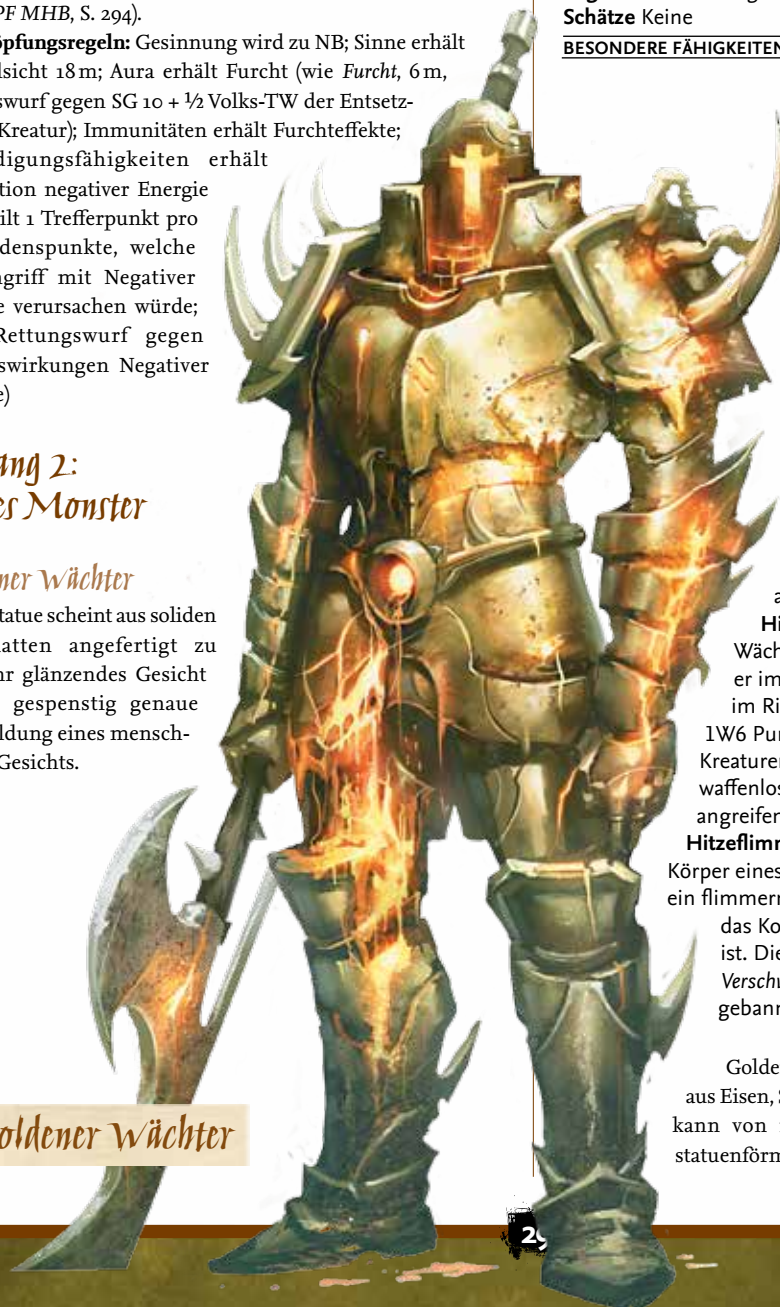 PF MHB, S. 294).
öpfungsregeln: Gesinnung wird zu NB; Sinne erhält
lsicht 18 m; Aura erhält Furcht (wie Furcht, 6 m,
swurf gegen SG 10 + ½ Volks-TW der Entsetz-
Kreatur); Immunitäten erhält Furchteffekte;
digungsfähigkeiten erhält
tion negativer Energie
ilt 1 Trefferpunkt pro
denspunkte, welche
ngriff mit Negativer
e verursachen würde;
Rettungswurf gegen
swirkungen Negativer
e)
ang 2:
es Monster
ner Wächter
tatue scheint aus soliden
atten angefertigt zu
hr glänzendes Gesicht
gespenstig genaue
ldung eines mensch-
Gesichts.
oldener Wächter
Schätze Keine
BESONDERE FÄHIGKEITEN
a
Hi
Wäch
er im
im Ri
1W6 Pur
Kreaturen
waffenlos
angreifen
Hitzeflimm
Körper eines
ein flimmern
das Ko
ist. Die
Verschw
gebann
Golde
aus Eisen, S
kann von
statuenförm